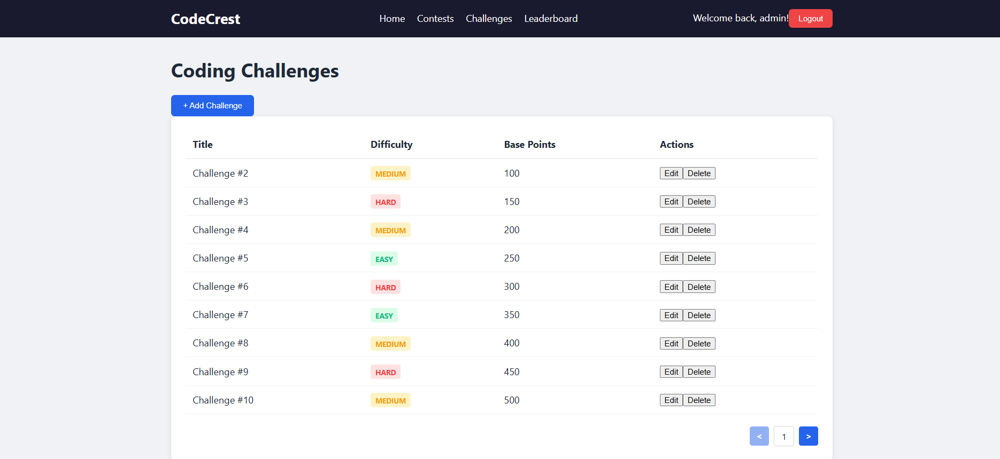 CodeCrest Home Contests Challenges Leaderboard Welcome back, admin! Logout
Coding Challenges
+ Add Challenge
Title Difficulty Base Points Actions
Challenge #2 MEDIUM 100 Edit Delete
Challenge #3 HARD 150 Edit Delete
Challenge #4 MEDIUM 200 Edit Delete
Challenge #5 EASY 250 Edit Delete
Challenge #6 HARD 300 Edit Delete
Challenge #7 EASY 350 Edit Delete
Challenge #8 MEDIUM 400 Edit Delete
Challenge #9 HARD 450 Edit Delete
Challenge #10 MEDIUM 500 Edit Delete
< 1 >